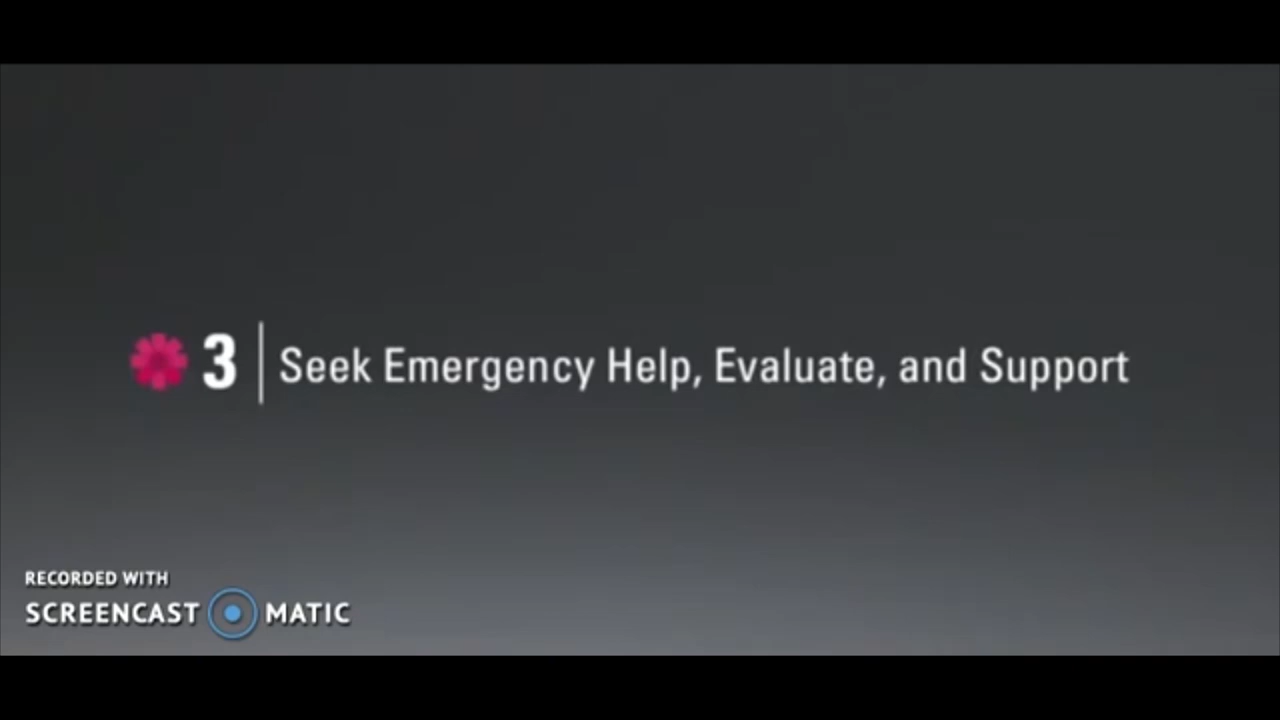 3 Seek Emergency Help, Evaluate, and Support
RECORDED WITH
SCREENCAST MATIC